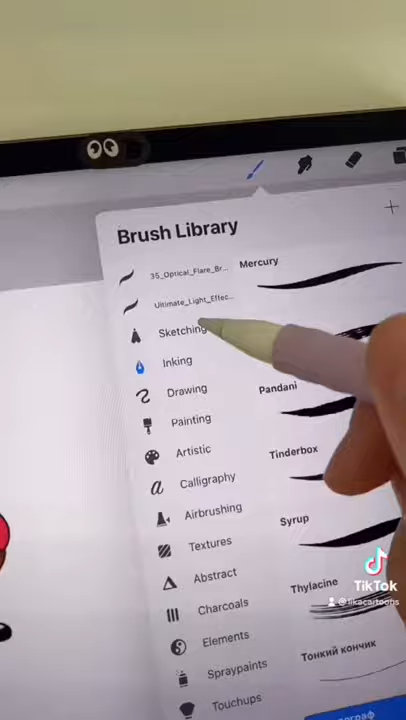 Brush Library
35_Optical_Flare_Br...
Mercury
Ultimate_Light_Effec...
Sketching
Inking
Drawing
Pandani
Painting
Artistic
Tinderbox
Calligraphy
Airbrushing
Syrup
Textures
Abstract
Thylacine
Charcoals
Elements
Тонкий кончик
Spraypaints
Touchups
TikTok
@likacartoons